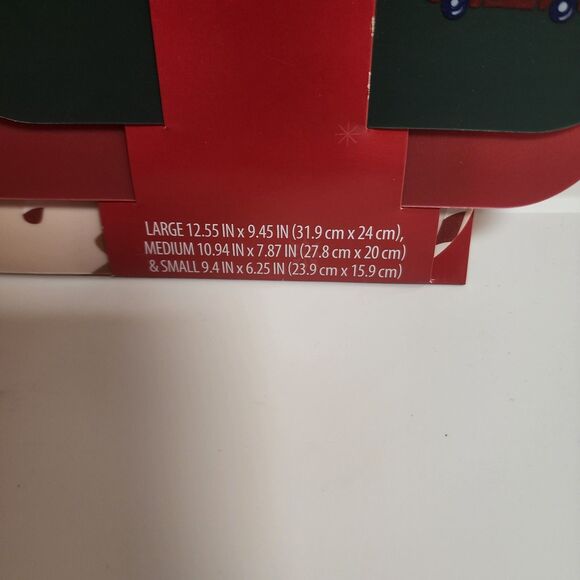 LARGE 12.55 IN x 9.45 IN (31.9 cm x 24 cm),
MEDIUM 10.94 IN x 7.87 IN (27.8 cm x 20 cm)
& SMALL 9.4 IN x 6.25 IN (23.9 cm x 15.9 cm)